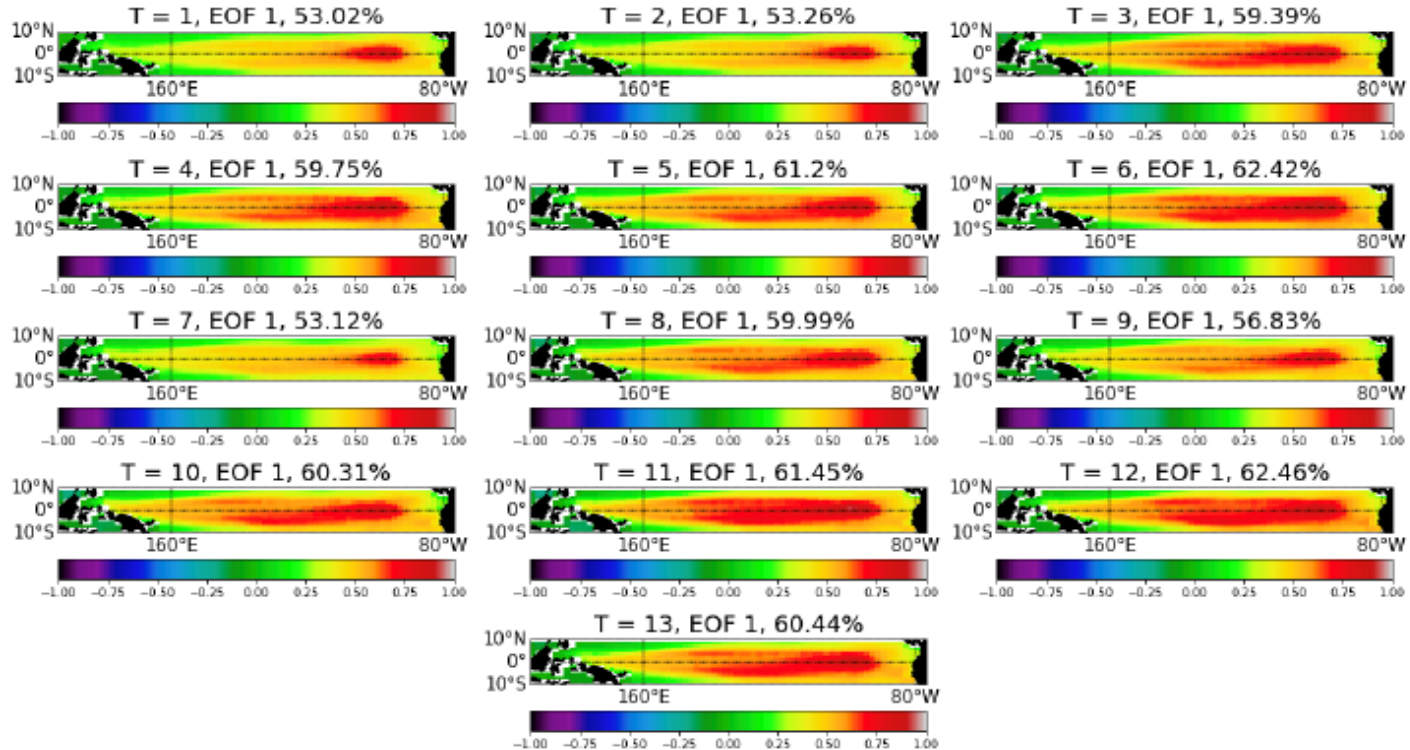 T = 1, EOF 1, 53.02%
10°N
0°
10°S
160°E 80°W
−1.00 −0.75 −0.50 −0.25 0.00 0.25 0.50 0.75 1.00
T = 2, EOF 1, 53.26%
10°N
0°
10°S
160°E 80°W
−1.00 −0.75 −0.50 −0.25 0.00 0.25 0.50 0.75 1.00
T = 3, EOF 1, 59.39%
10°N
0°
10°S
160°E 80°W
−1.00 −0.75 −0.50 −0.25 0.00 0.25 0.50 0.75 1.00
T = 4, EOF 1, 59.75%
10°N
0°
10°S
160°E 80°W
−1.00 −0.75 −0.50 −0.25 0.00 0.25 0.50 0.75 1.00
T = 5, EOF 1, 61.2%
10°N
0°
10°S
160°E 80°W
−1.00 −0.75 −0.50 −0.25 0.00 0.25 0.50 0.75 1.00
T = 6, EOF 1, 62.42%
10°N
0°
10°S
160°E 80°W
−1.00 −0.75 −0.50 −0.25 0.00 0.25 0.50 0.75 1.00
T = 7, EOF 1, 53.12%
10°N
0°
10°S
160°E 80°W
−1.00 −0.75 −0.50 −0.25 0.00 0.25 0.50 0.75 1.00
T = 8, EOF 1, 59.99%
10°N
0°
10°S
160°E 80°W
−1.00 −0.75 −0.50 −0.25 0.00 0.25 0.50 0.75 1.00
T = 9, EOF 1, 56.83%
10°N
0°
10°S
160°E 80°W
−1.00 −0.75 −0.50 −0.25 0.00 0.25 0.50 0.75 1.00
T = 10, EOF 1, 60.31%
10°N
0°
10°S
160°E 80°W
−1.00 −0.75 −0.50 −0.25 0.00 0.25 0.50 0.75 1.00
T = 11, EOF 1, 61.45%
10°N
0°
10°S
160°E 80°W
−1.00 −0.75 −0.50 −0.25 0.00 0.25 0.50 0.75 1.00
T = 12, EOF 1, 62.46%
10°N
0°
10°S
160°E 80°W
−1.00 −0.75 −0.50 −0.25 0.00 0.25 0.50 0.75 1.00
T = 13, EOF 1, 60.44%
10°N
0°
10°S
160°E 80°W
−1.00 −0.75 −0.50 −0.25 0.00 0.25 0.50 0.75 1.00